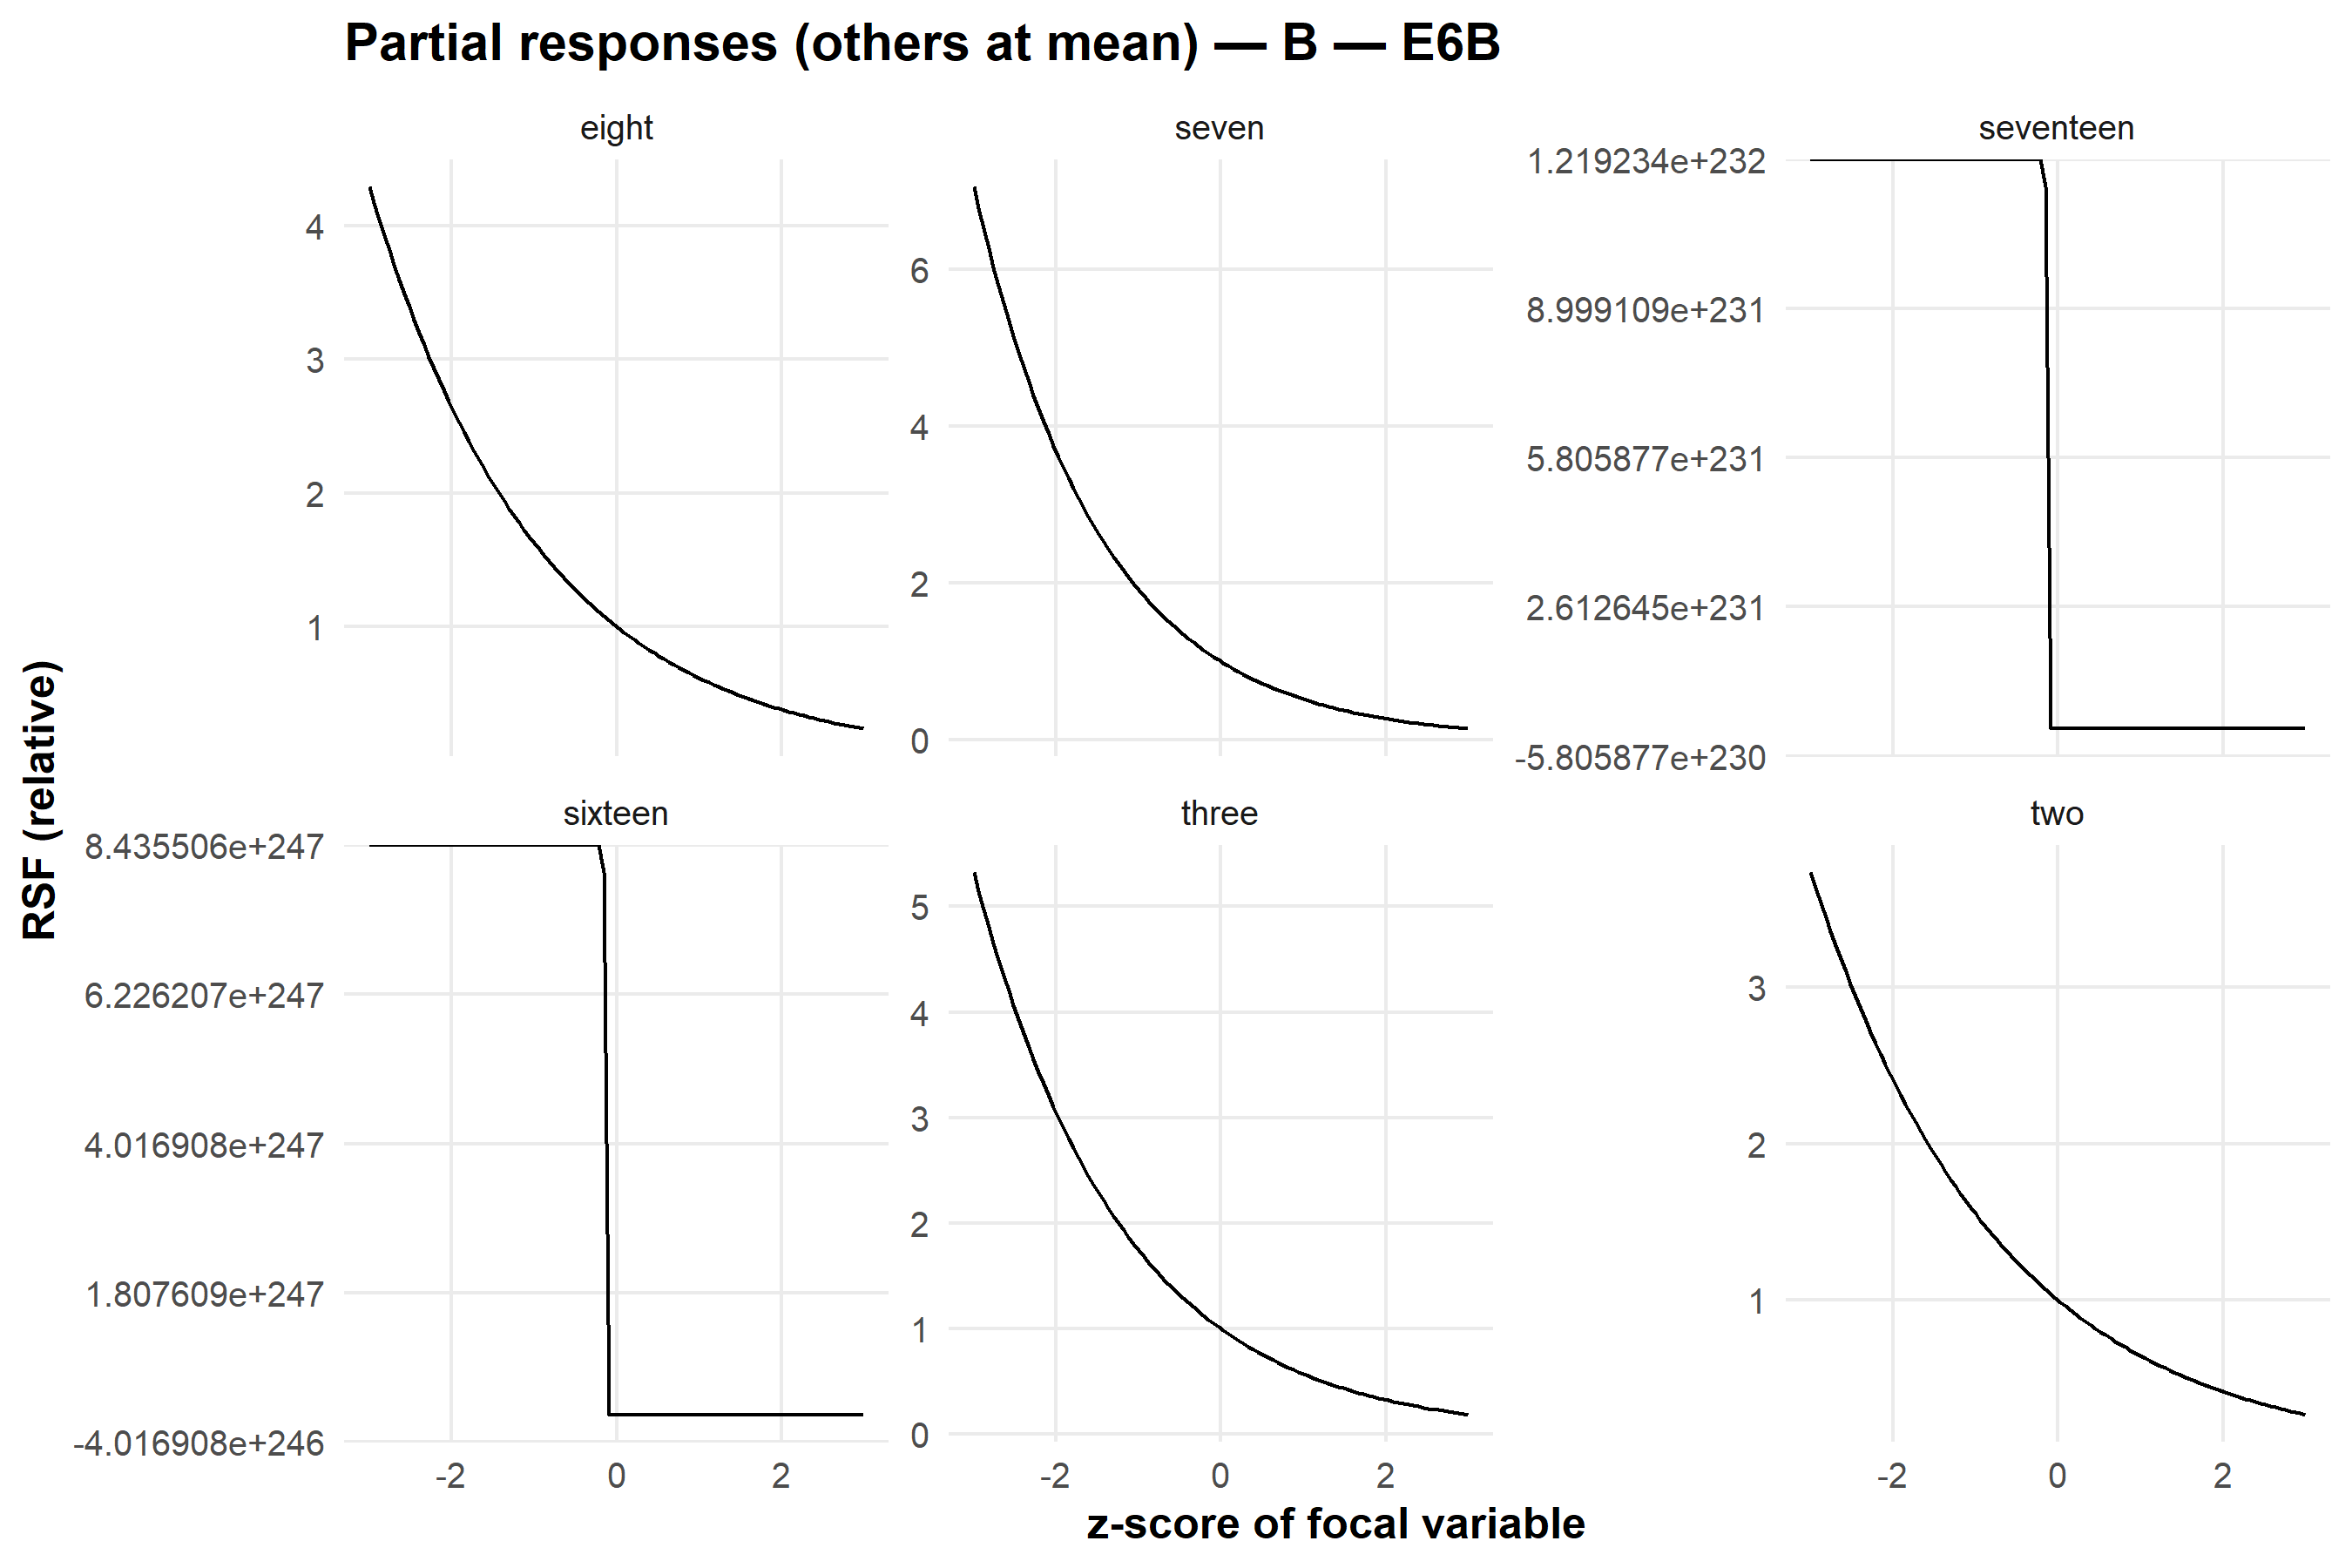 Partial responses (others at mean) — B — E6B
eight
seven
seventeen
4
3
2
1
6
4
2
0
1.219234e+232
8.999109e+231
5.805877e+231
2.612645e+231
-5.805877e+230
RSF (relative)
sixteen
three
two
8.435506e+247
6.226207e+247
4.016908e+247
1.807609e+247
-4.016908e+246
5
4
3
2
1
0
3
2
1
-2 0 2
-2 0 2
-2 0 2
z-score of focal variable